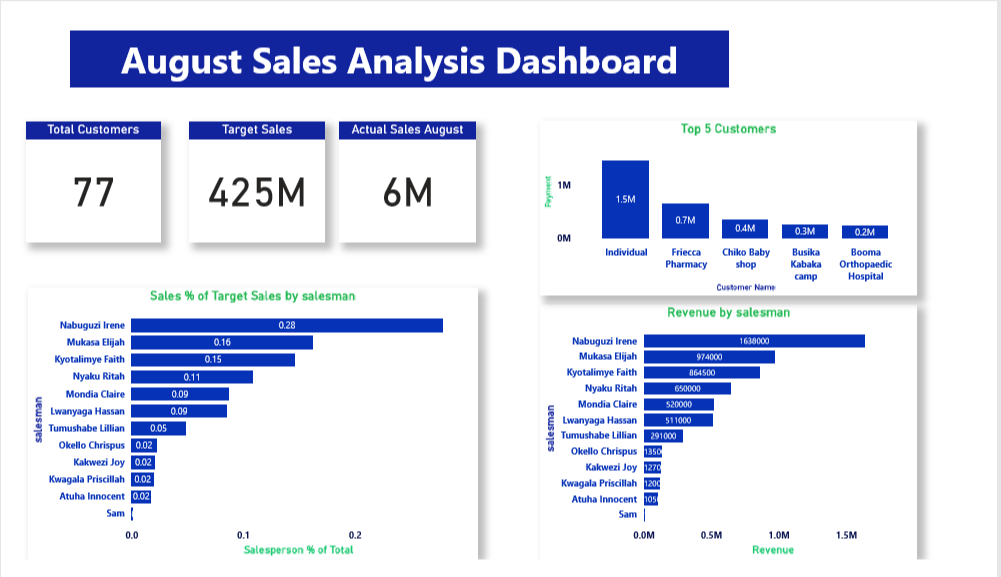 August Sales Analysis Dashboard
Total Customers
77
Target Sales
425M
Actual Sales August
6M
Top 5 Customers
Payment
1M
0M
1.5M
0.7M
0.4M
0.3M
0.2M
Individual
Friecca
Pharmacy
Chiko Baby
shop
Busika
Kabaka
camp
Booma
Orthopaedic
Hospital
Customer Name
Sales % of Target Sales by salesman
salesman
Nabuguzi Irene 0.28
Mukasa Elijah 0.16
Kyotalimye Faith 0.15
Nyaku Ritah 0.11
Mondia Claire 0.09
Lwanyaga Hassan 0.09
Tumushabe Lillian 0.05
Okello Chrispus 0.02
Kakwezi Joy 0.02
Kwagala Priscillah 0.02
Atuha Innocent 0.02
Sam
0.0 0.1 0.2
Salesperson % of Total
Revenue by salesman
salesman
Nabuguzi Irene 1638000
Mukasa Elijah 974000
Kyotalimye Faith 864500
Nyaku Ritah 650000
Mondia Claire 520000
Lwanyaga Hassan 511000
Tumushabe Lillian 291000
Okello Chrispus
Kakwezi Joy
Kwagala Priscillah
Atuha Innocent
Sam
0.0M 0.5M 1.0M 1.5M
Revenue